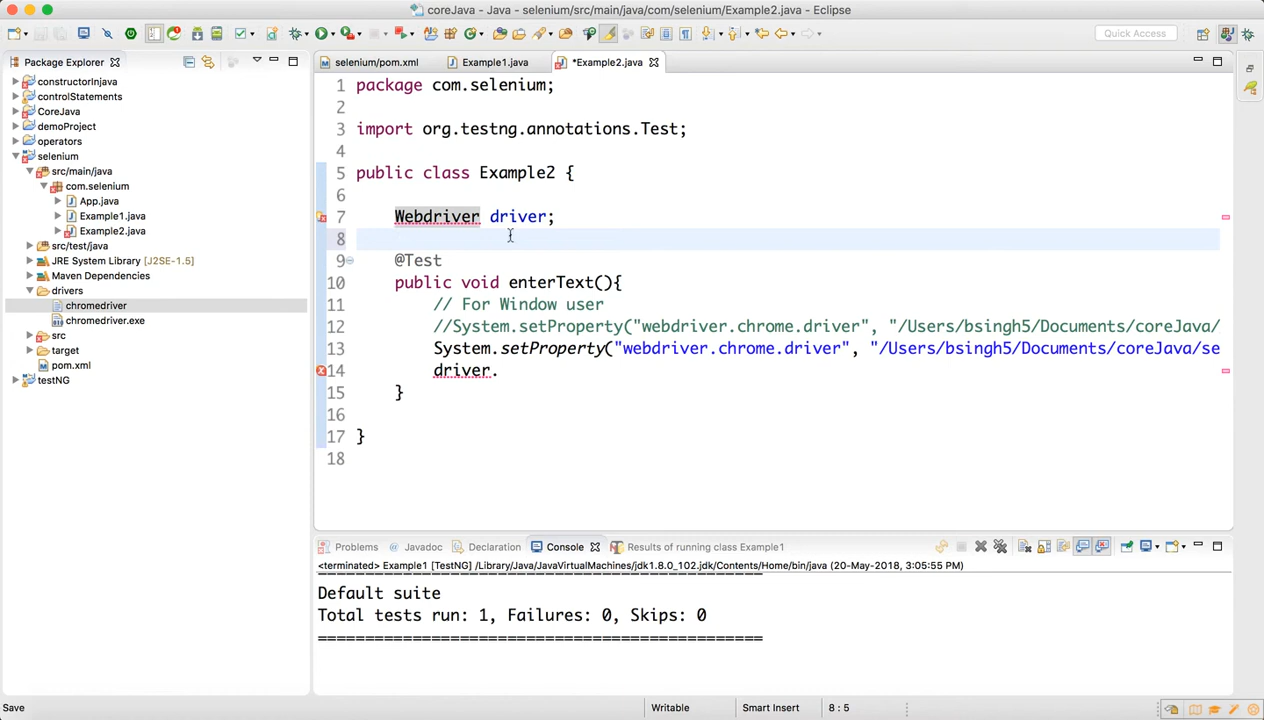 coreJava - Java - selenium/src/main/java/com/selenium/Example2.java - Eclipse
Quick Access
Package Explorer
constructorInjava
controlStatements
CoreJava
demoProject
operators
selenium
src/main/java
com.selenium
App.java
Example1.java
Example2.java
src/test/java
JRE System Library [J2SE-1.5]
Maven Dependencies
drivers
chromedriver
chromedriver.exe
src
target
pom.xml
testNG
selenium/pom.xml
Example1.java
*Example2.java
1 package com.selenium;
2
3 import org.testng.annotations.Test;
4
5 public class Example2 {
6
7 Webdriver driver;
8
9 @Test
10 public void enterText(){
11 // For Window user
12 //System.setProperty("webdriver.chrome.driver", "/Users/bsingh5/Documents/coreJava/
13 System.setProperty("webdriver.chrome.driver", "/Users/bsingh5/Documents/coreJava/se
14 driver.
15 }
16
17 }
18
Problems
@ Javadoc
Declaration
Console
Results of running class Example1
<terminated> Example1 [TestNG] /Library/Java/JavaVirtualMachines/jdk1.8.0_102.jdk/Contents/Home/bin/java (20-May-2018, 3:05:55 PM)
===============================================
Default suite
Total tests run: 1, Failures: 0, Skips: 0
===============================================
Save
Writable
Smart Insert
8 : 5